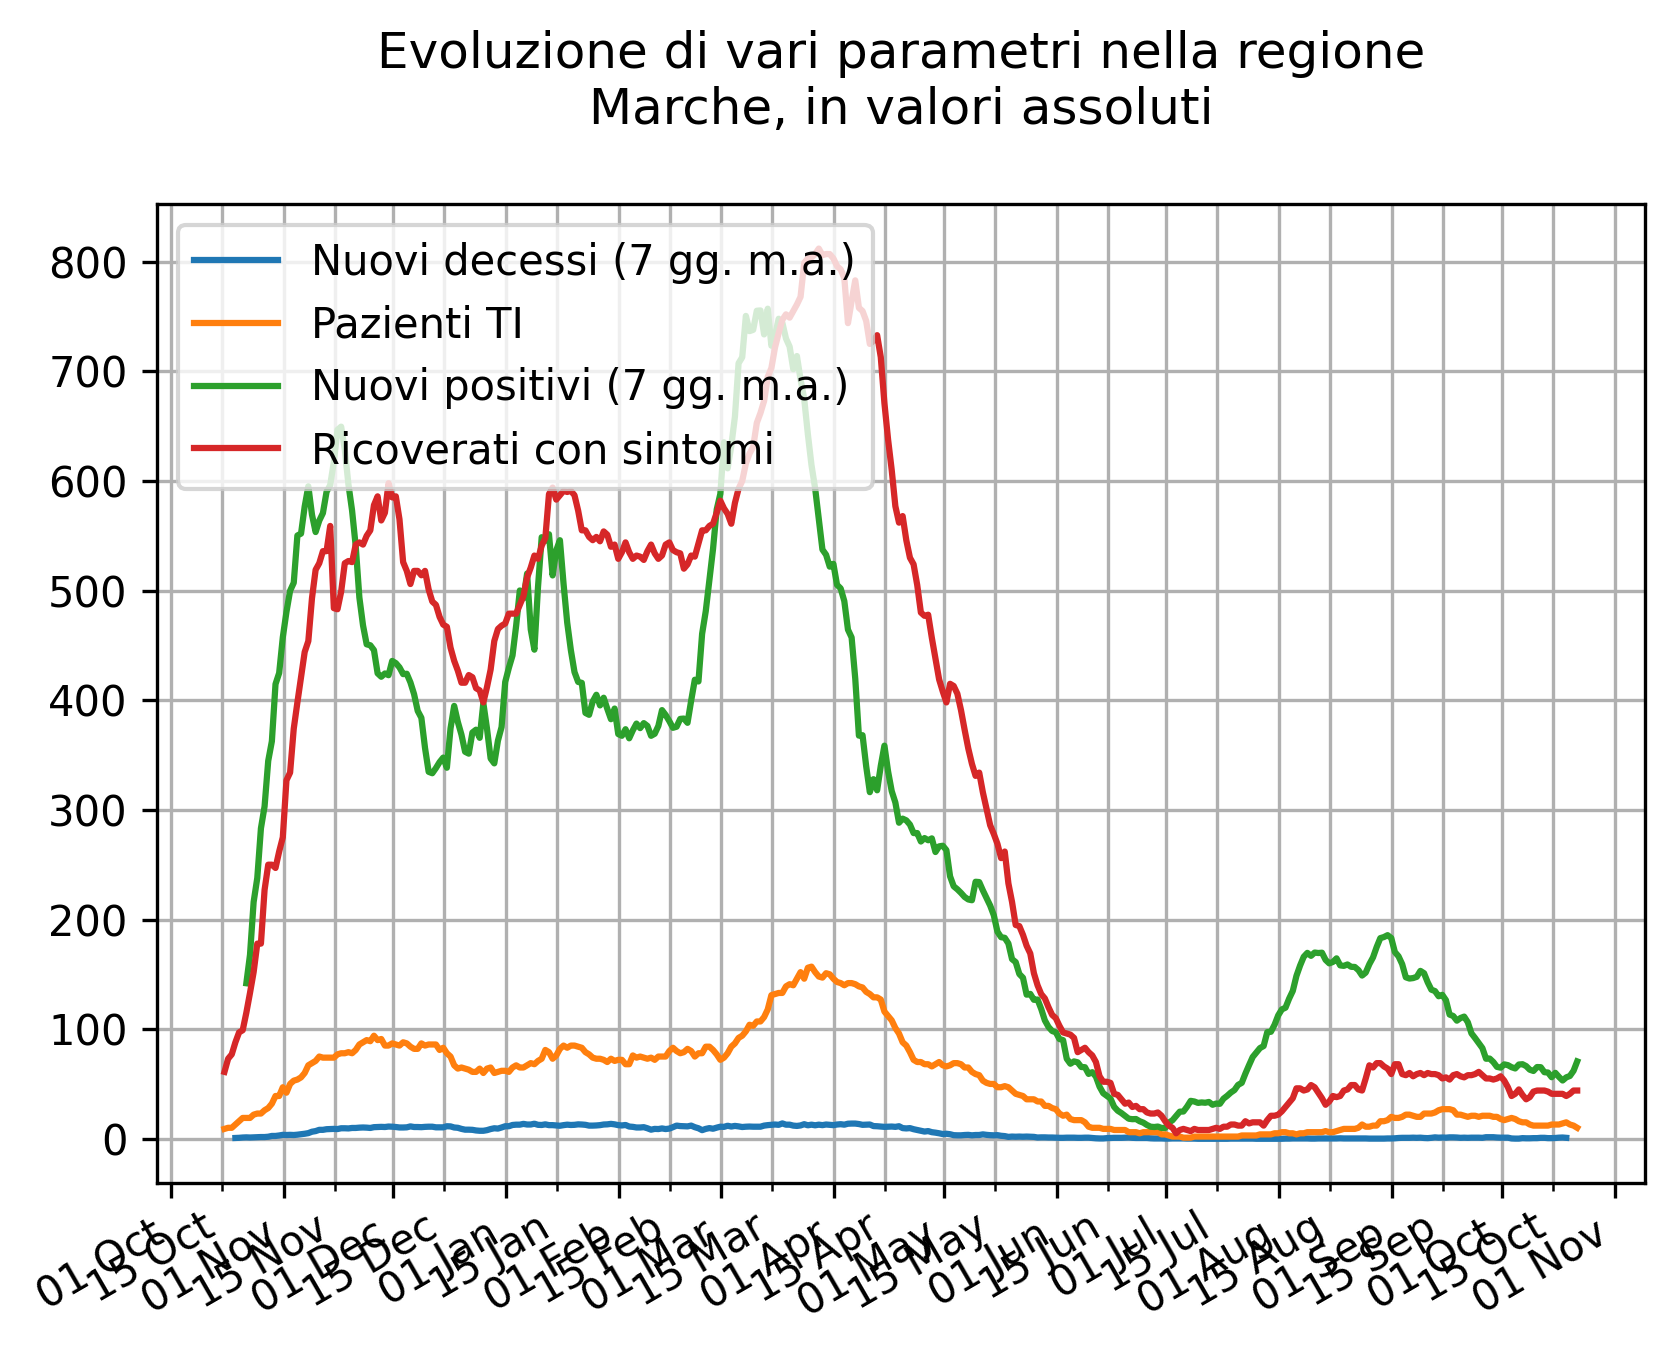 Evoluzione di vari parametri nella regione
Marche, in valori assoluti
Nuovi decessi (7 gg. m.a.)
Pazienti TI
Nuovi positivi (7 gg. m.a.)
Ricoverati con sintomi
800
700
600
500
400
300
200
100
0
01 Oct
15 Oct
01 Nov
15 Nov
01 Dec
15 Dec
01 Jan
15 Jan
01 Feb
15 Feb
01 Mar
15 Mar
01 Apr
15 Apr
01 May
15 May
01 Jun
15 Jun
01 Jul
15 Jul
01 Aug
15 Aug
01 Sep
15 Sep
01 Oct
15 Oct
01 Nov